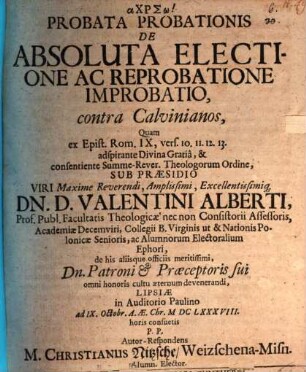 αΧΡΣω!
PROBATA PROBATIONIS
DE
ABSOLUTA ELECTI-
ONE AC REPROBATIONE
IMPROBATIO,
contra Calvinianos,
Quam
ex Epist. Rom. IX, vers. 10. 11. 12. 13.
adspirante Divina Gratiâ, &
consentiente Summe-Rever. Theologorum Ordine,
SUB PRÆSIDIO
VIRI Maxime Reverendi, Amplissimi, Excellentissimiq;
DN. D. VALENTINI ALBERTI,
Prof. Publ. Facultatis Theologicæ nec non Consistorii Assessoris,
Academiæ Decemviri, Collegii B. Virginis ut & Nationis Po-
lonicæ Senioris, ac Alumnorum Electoralium
Ephori,
de his aliisque officiis meritissimi,
Dn. Patroni & Præceptoris sui
omni honoris cultu æternum devenerandi,
LIPSIÆ
in Auditorio Paulino
ad IX. Octobr. A. Æ. Chr. M DC LXXXVIII.
horis consuetis
P. P.
Autor-Respondens
M. CHRISTIANUS Nitzsche/ Weizschena-Misn.
Alumn. Elector.